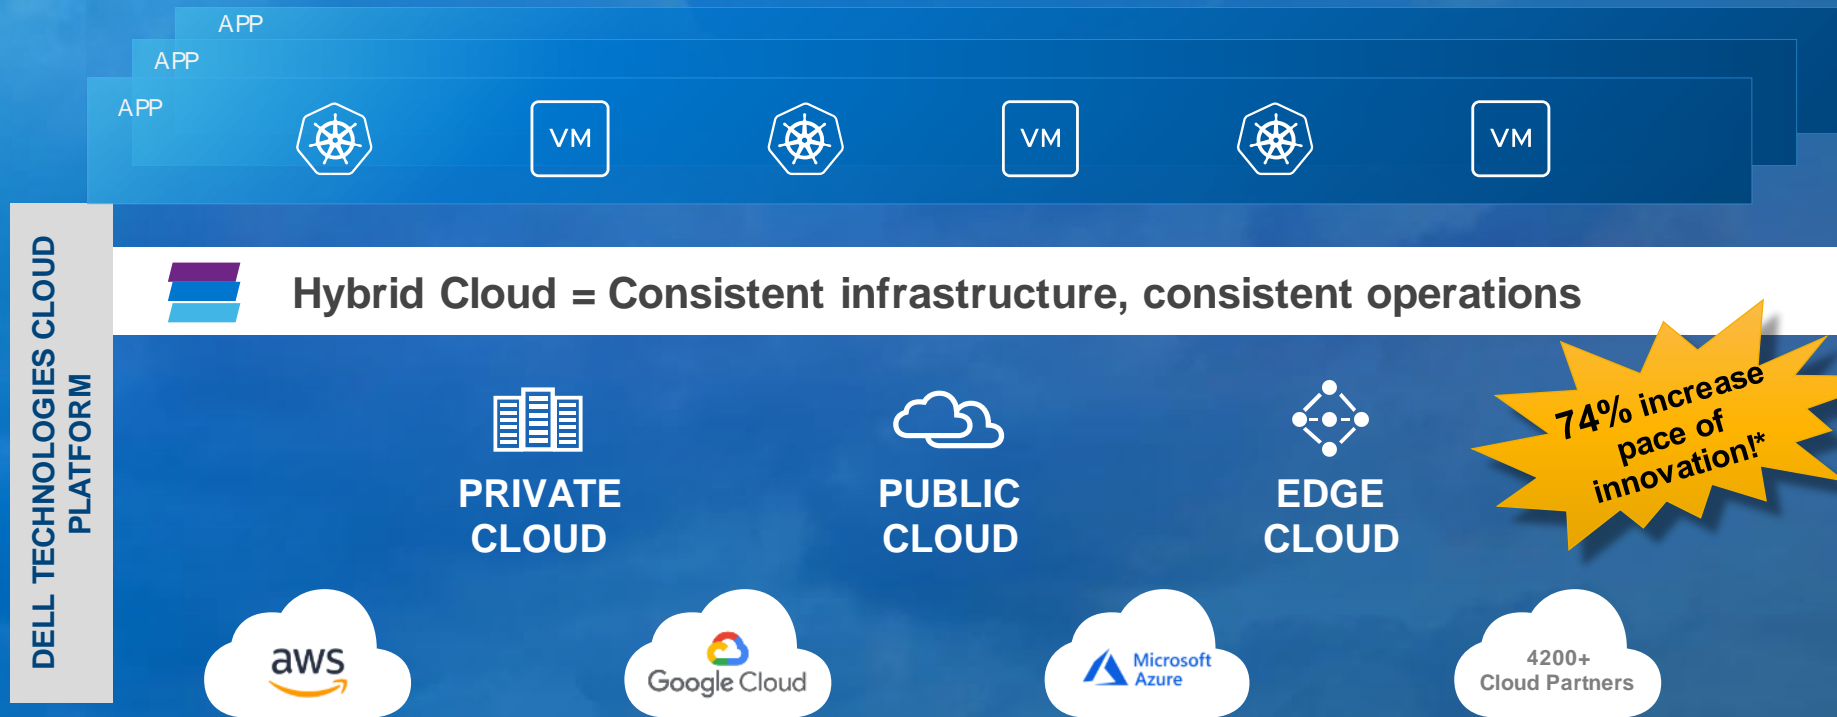 APP
APP
APP
VM
VM
VM
DELL TECHNOLOGIES CLOUD
PLATFORM
Hybrid Cloud = Consistent infrastructure, consistent operations
74% increase
pace of
innovation!*
PRIVATE
CLOUD
PUBLIC
CLOUD
EDGE
CLOUD
aws
Google Cloud
Microsoft
Azure
4200+
Cloud Partners